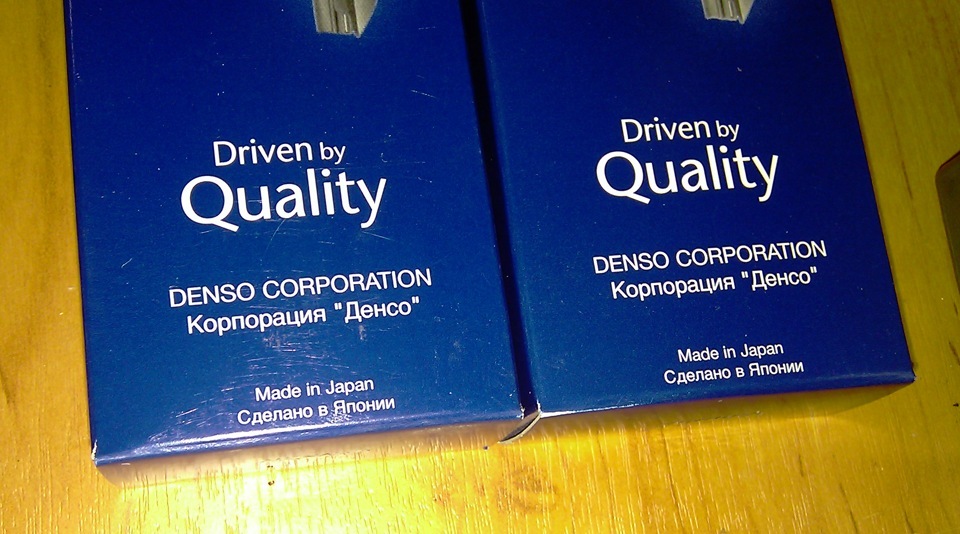 Driven by
Quality
DENSO CORPORATION
Корпорация "Денсо"
Made in Japan
Сделано в Японии
Driven by
Quality
DENSO CORPORATION
Корпорация "Денсо"
Made in Japan
Сделано в Японии